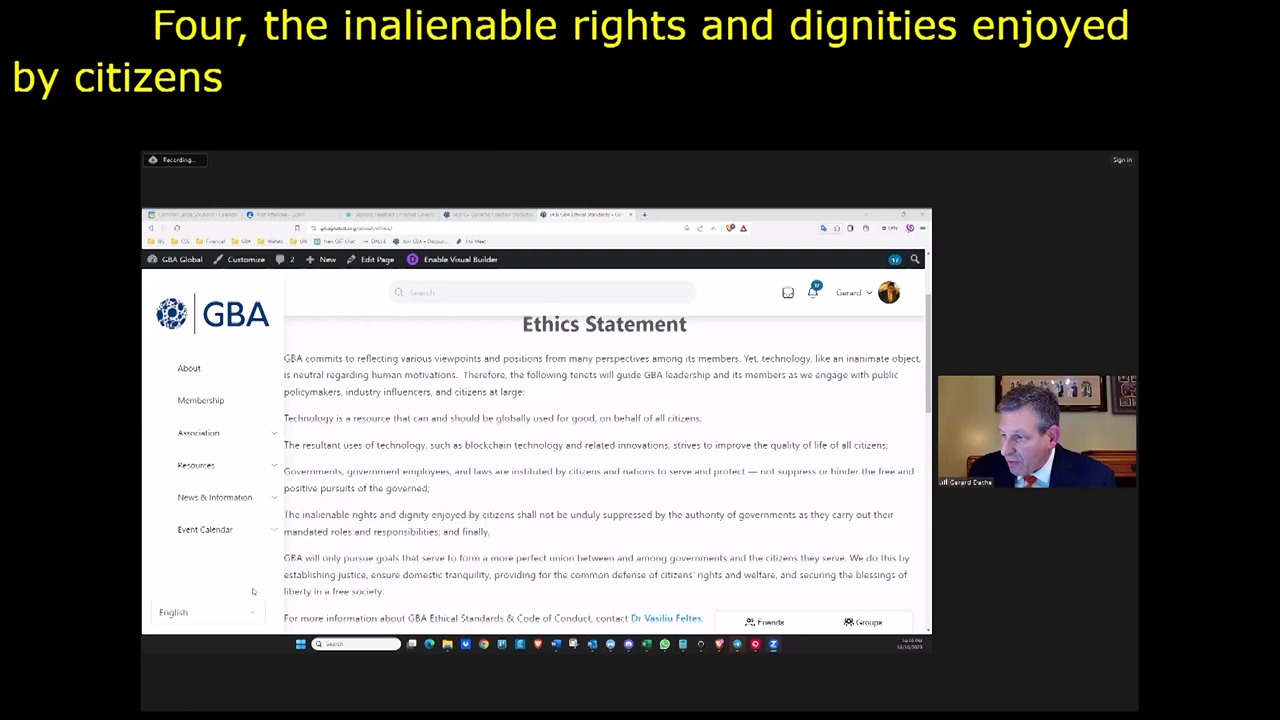 Four, the inalienable rights and dignities enjoyed
by citizens
Recording...
Sign in
GBA Global
Customize
2
New
Edit Page
Enable Visual Builder
17
GBA
Search...
17
Gerard
Ethics Statement
GBA commits to reflecting various viewpoints and positions from many perspectives among its members. Yet, technology, like an inanimate object,
is neutral regarding human motivations. Therefore, the following tenets will guide GBA leadership and its members as we engage with public
policymakers, industry influencers, and citizens at large:
Technology is a resource that can and should be globally used for good, on behalf of all citizens;
The resultant uses of technology, such as blockchain technology and related innovations, strives to improve the quality of life of all citizens;
Governments, government employees, and laws are instituted by citizens and nations to serve and protect — not suppress or hinder the free and
positive pursuits of the governed;
The inalienable rights and dignity enjoyed by citizens shall not be unduly suppressed by the authority of governments as they carry out their
mandated roles and responsibilities; and finally,
GBA will only pursue goals that serve to form a more perfect union between and among governments and the citizens they serve. We do this by
establishing justice, ensure domestic tranquility, providing for the common defense of citizens' rights and welfare, and securing the blessings of
liberty in a free society.
For more information about GBA Ethical Standards & Code of Conduct, contact Dr Vasiliu Feltes.
About
Membership
Association
Resources
News & Information
Event Calendar
English
Friends
Groups
Search
Gerard Dache